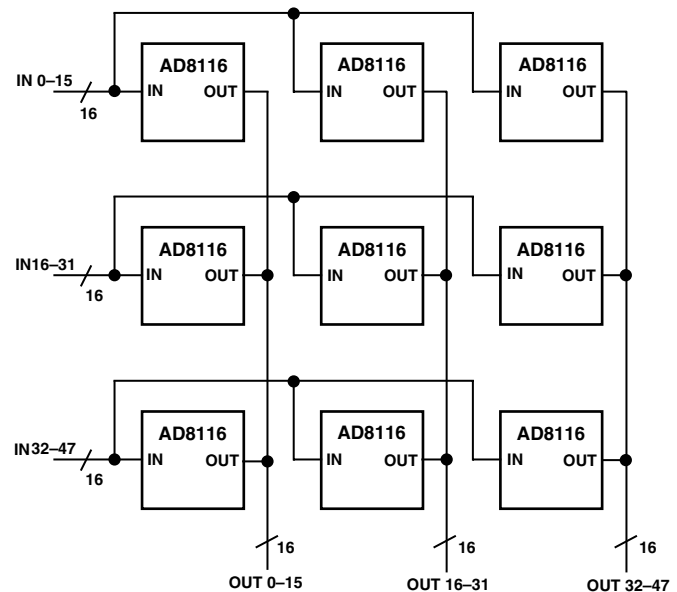 AD8116 AD8116 AD8116
IN 0–15 IN OUT IN OUT IN OUT
16
AD8116 AD8116 AD8116
IN16–31 IN OUT IN OUT IN OUT
16
AD8116 AD8116 AD8116
IN32–47 IN OUT IN OUT IN OUT
16
16 16 16
OUT 0–15 OUT 16–31 OUT 32–47